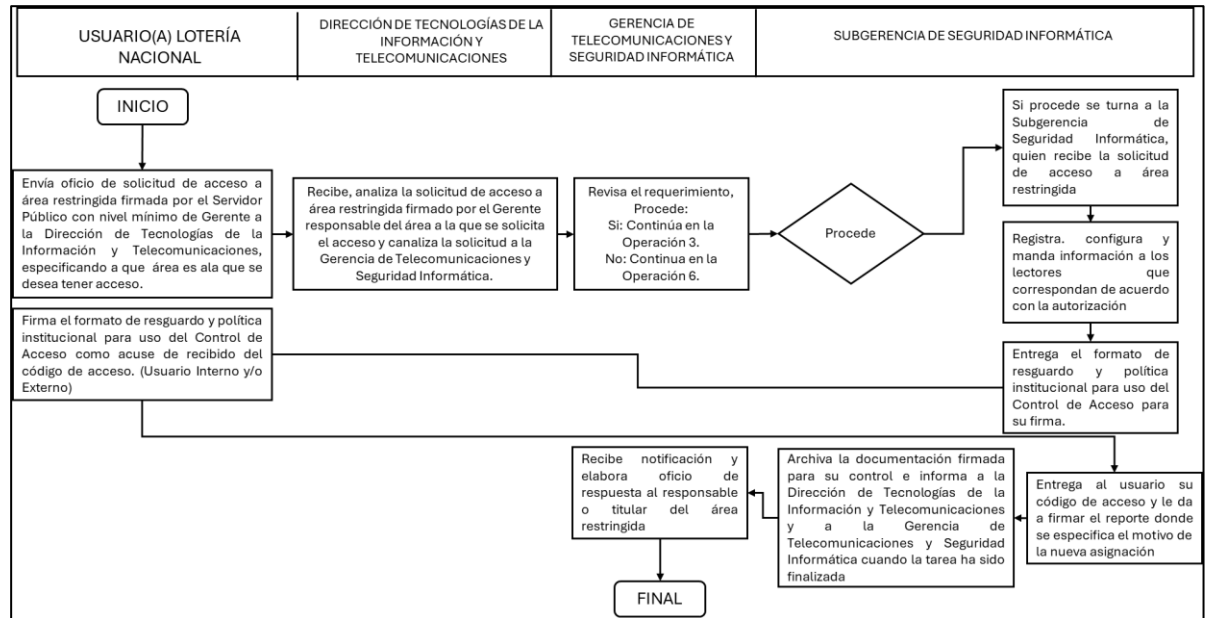 USUARIO(A) LOTERÍA
NACIONAL
DIRECCIÓN DE TECNOLOGÍAS DE LA
INFORMACIÓN Y
TELECOMUNICACIONES
GERENCIA DE
TELECOMUNICACIONES Y
SEGURIDAD INFORMÁTICA
SUBGERENCIA DE SEGURIDAD INFORMÁTICA
INICIO
Envía oficio de solicitud de acceso a
área restringida firmada por el Servidor
Público con nivel mínimo de Gerente a
la Dirección de Tecnologías de la
Información y Telecomunicaciones,
especificando a que área es ala que se
desea tener acceso.
Recibe, analiza la solicitud de acceso a
área restringida firmado por el Gerente
responsable del área a la que se solicita
el acceso y canaliza la solicitud a la
Gerencia de Telecomunicaciones y
Seguridad Informática.
Revisa el requerimiento,
Procede:
Si: Continúa en la
Operación 3.
No: Continua en la
Operación 6.
Procede
Si procede se turna a la
Subgerencia de
Seguridad Informática,
quien recibe la solicitud
de acceso a área
restringida
Registra. configura y
manda información a los
lectores que
correspondan de acuerdo
con la autorización
Entrega el formato de
resguardo y política
institucional para uso del
Control de Acceso para
su firma.
Firma el formato de resguardo y política
institucional para uso del Control de
Acceso como acuse de recibido del
código de acceso. (Usuario Interno y/o
Externo)
Entrega al usuario su
código de acceso y le da
a firmar el reporte donde
se especifica el motivo de
la nueva asignación
Archiva la documentación firmada
para su control e informa a la
Dirección de Tecnologías de la
Información y Telecomunicaciones
y a la Gerencia de
Telecomunicaciones y Seguridad
Informática cuando la tarea ha sido
finalizada
Recibe notificación y
elabora oficio de
respuesta al responsable
o titular del área
restringida
FINAL